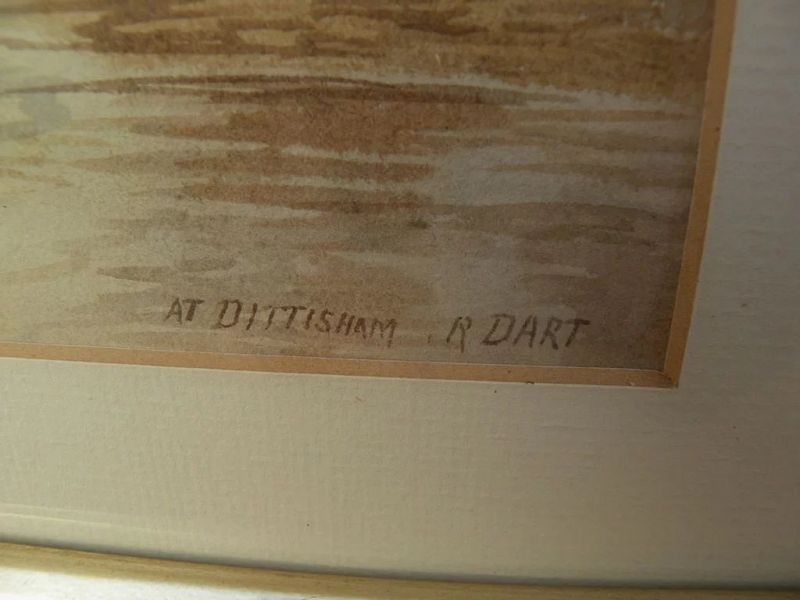 AT DITTISHAM . R DART